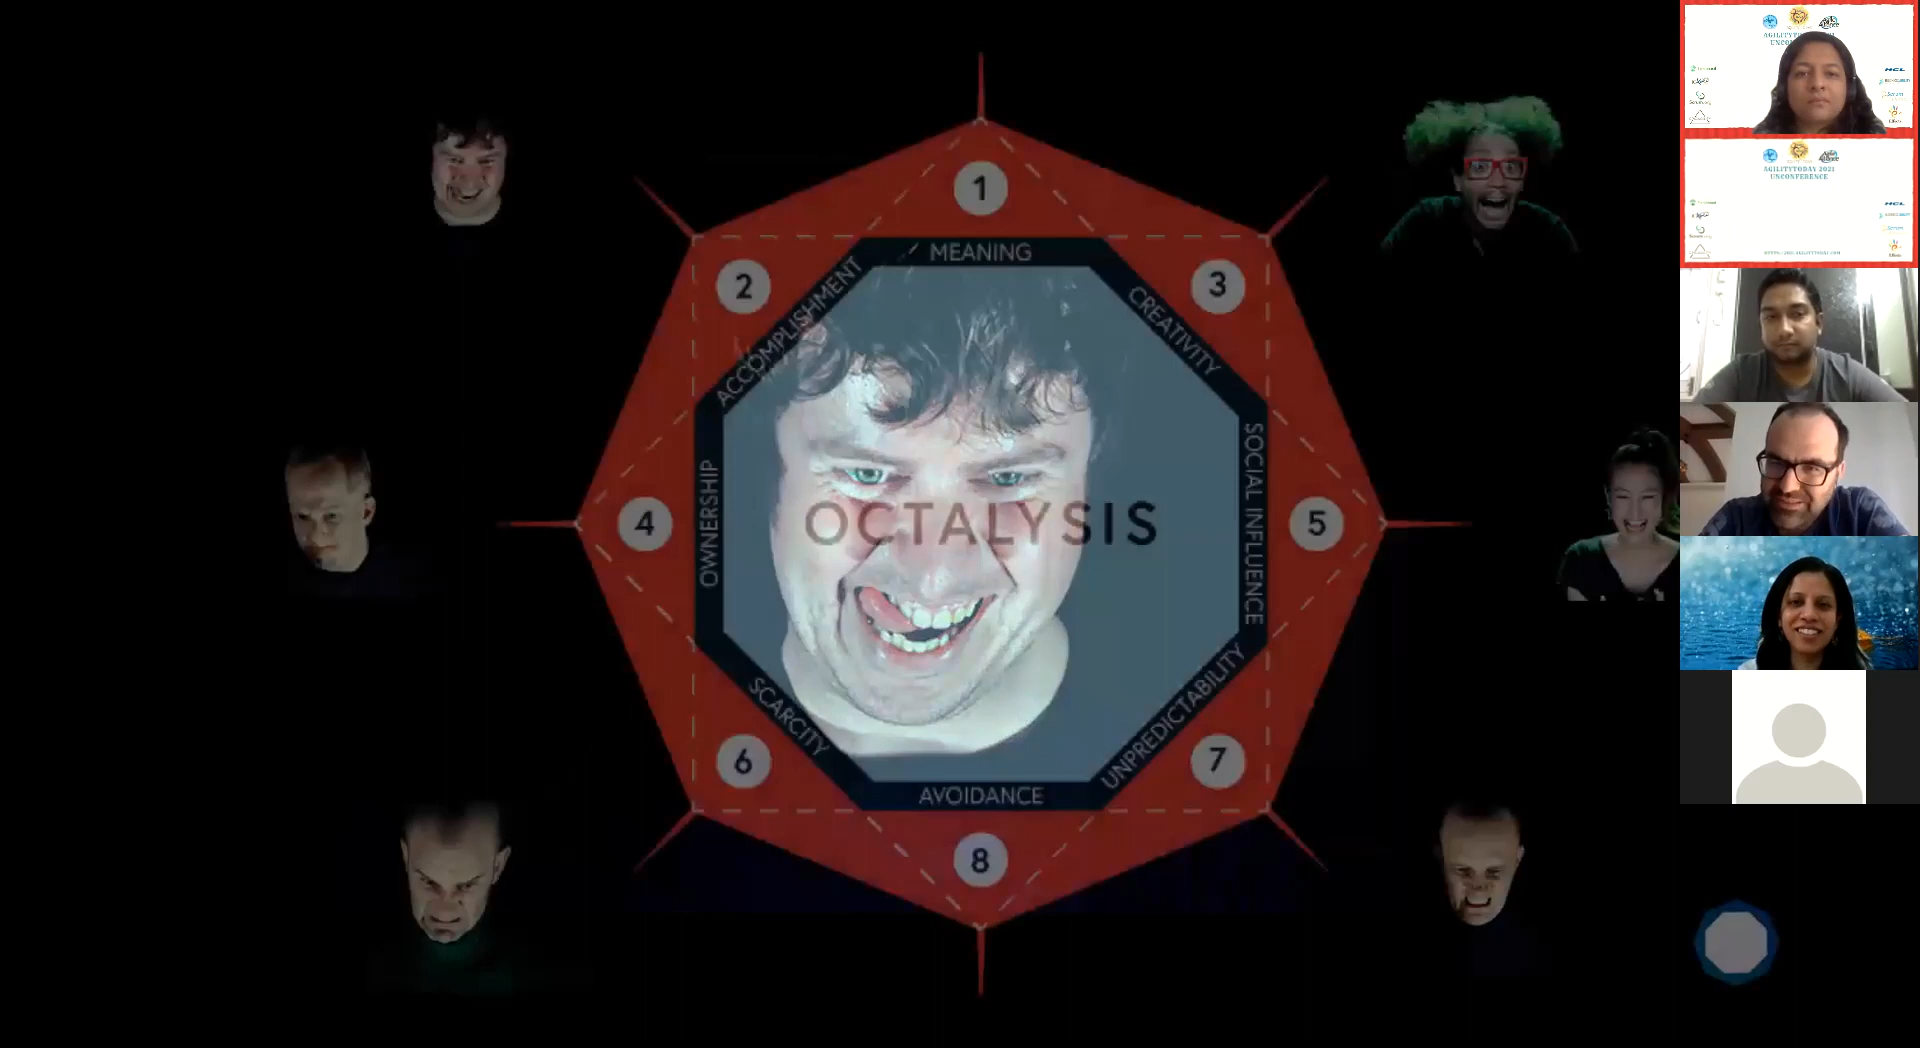 1
MEANING
2
ACCOMPLISHMENT
3
CREATIVITY
4
OWNERSHIP
OCTALYSIS
SOCIAL INFLUENCE
5
6
SCARCITY
UNPREDICTABILITY
7
AVOIDANCE
8
HCL
AGILITYTODAY 2021
UNCONFERENCE
HCL